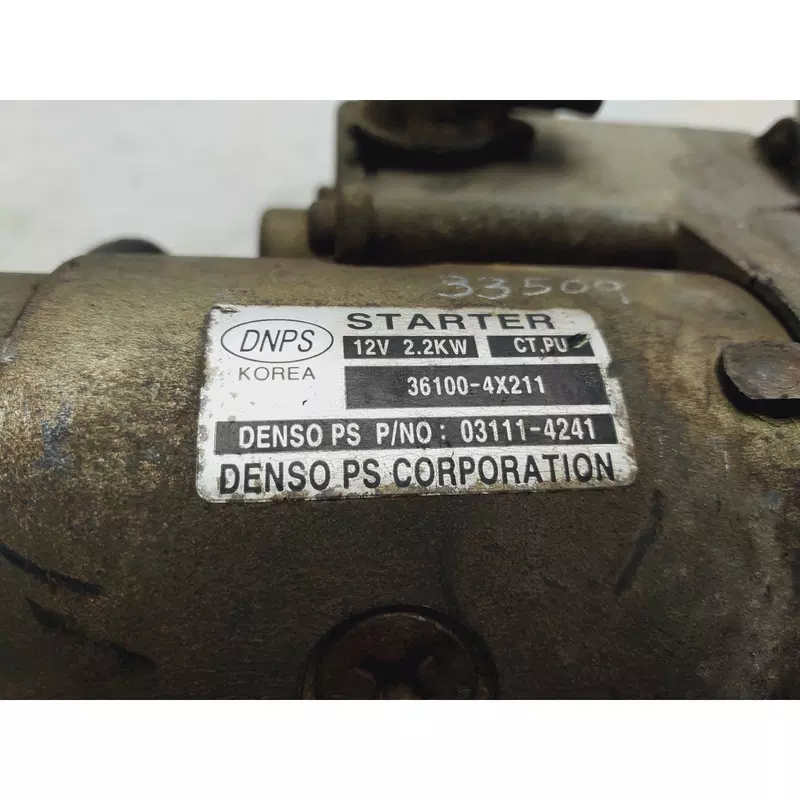 33509
STARTER
DNPS
12V 2.2KW CT,PU
KOREA
36100-4X211
DENSO PS P/NO : 03111-4241
DENSO PS CORPORATION